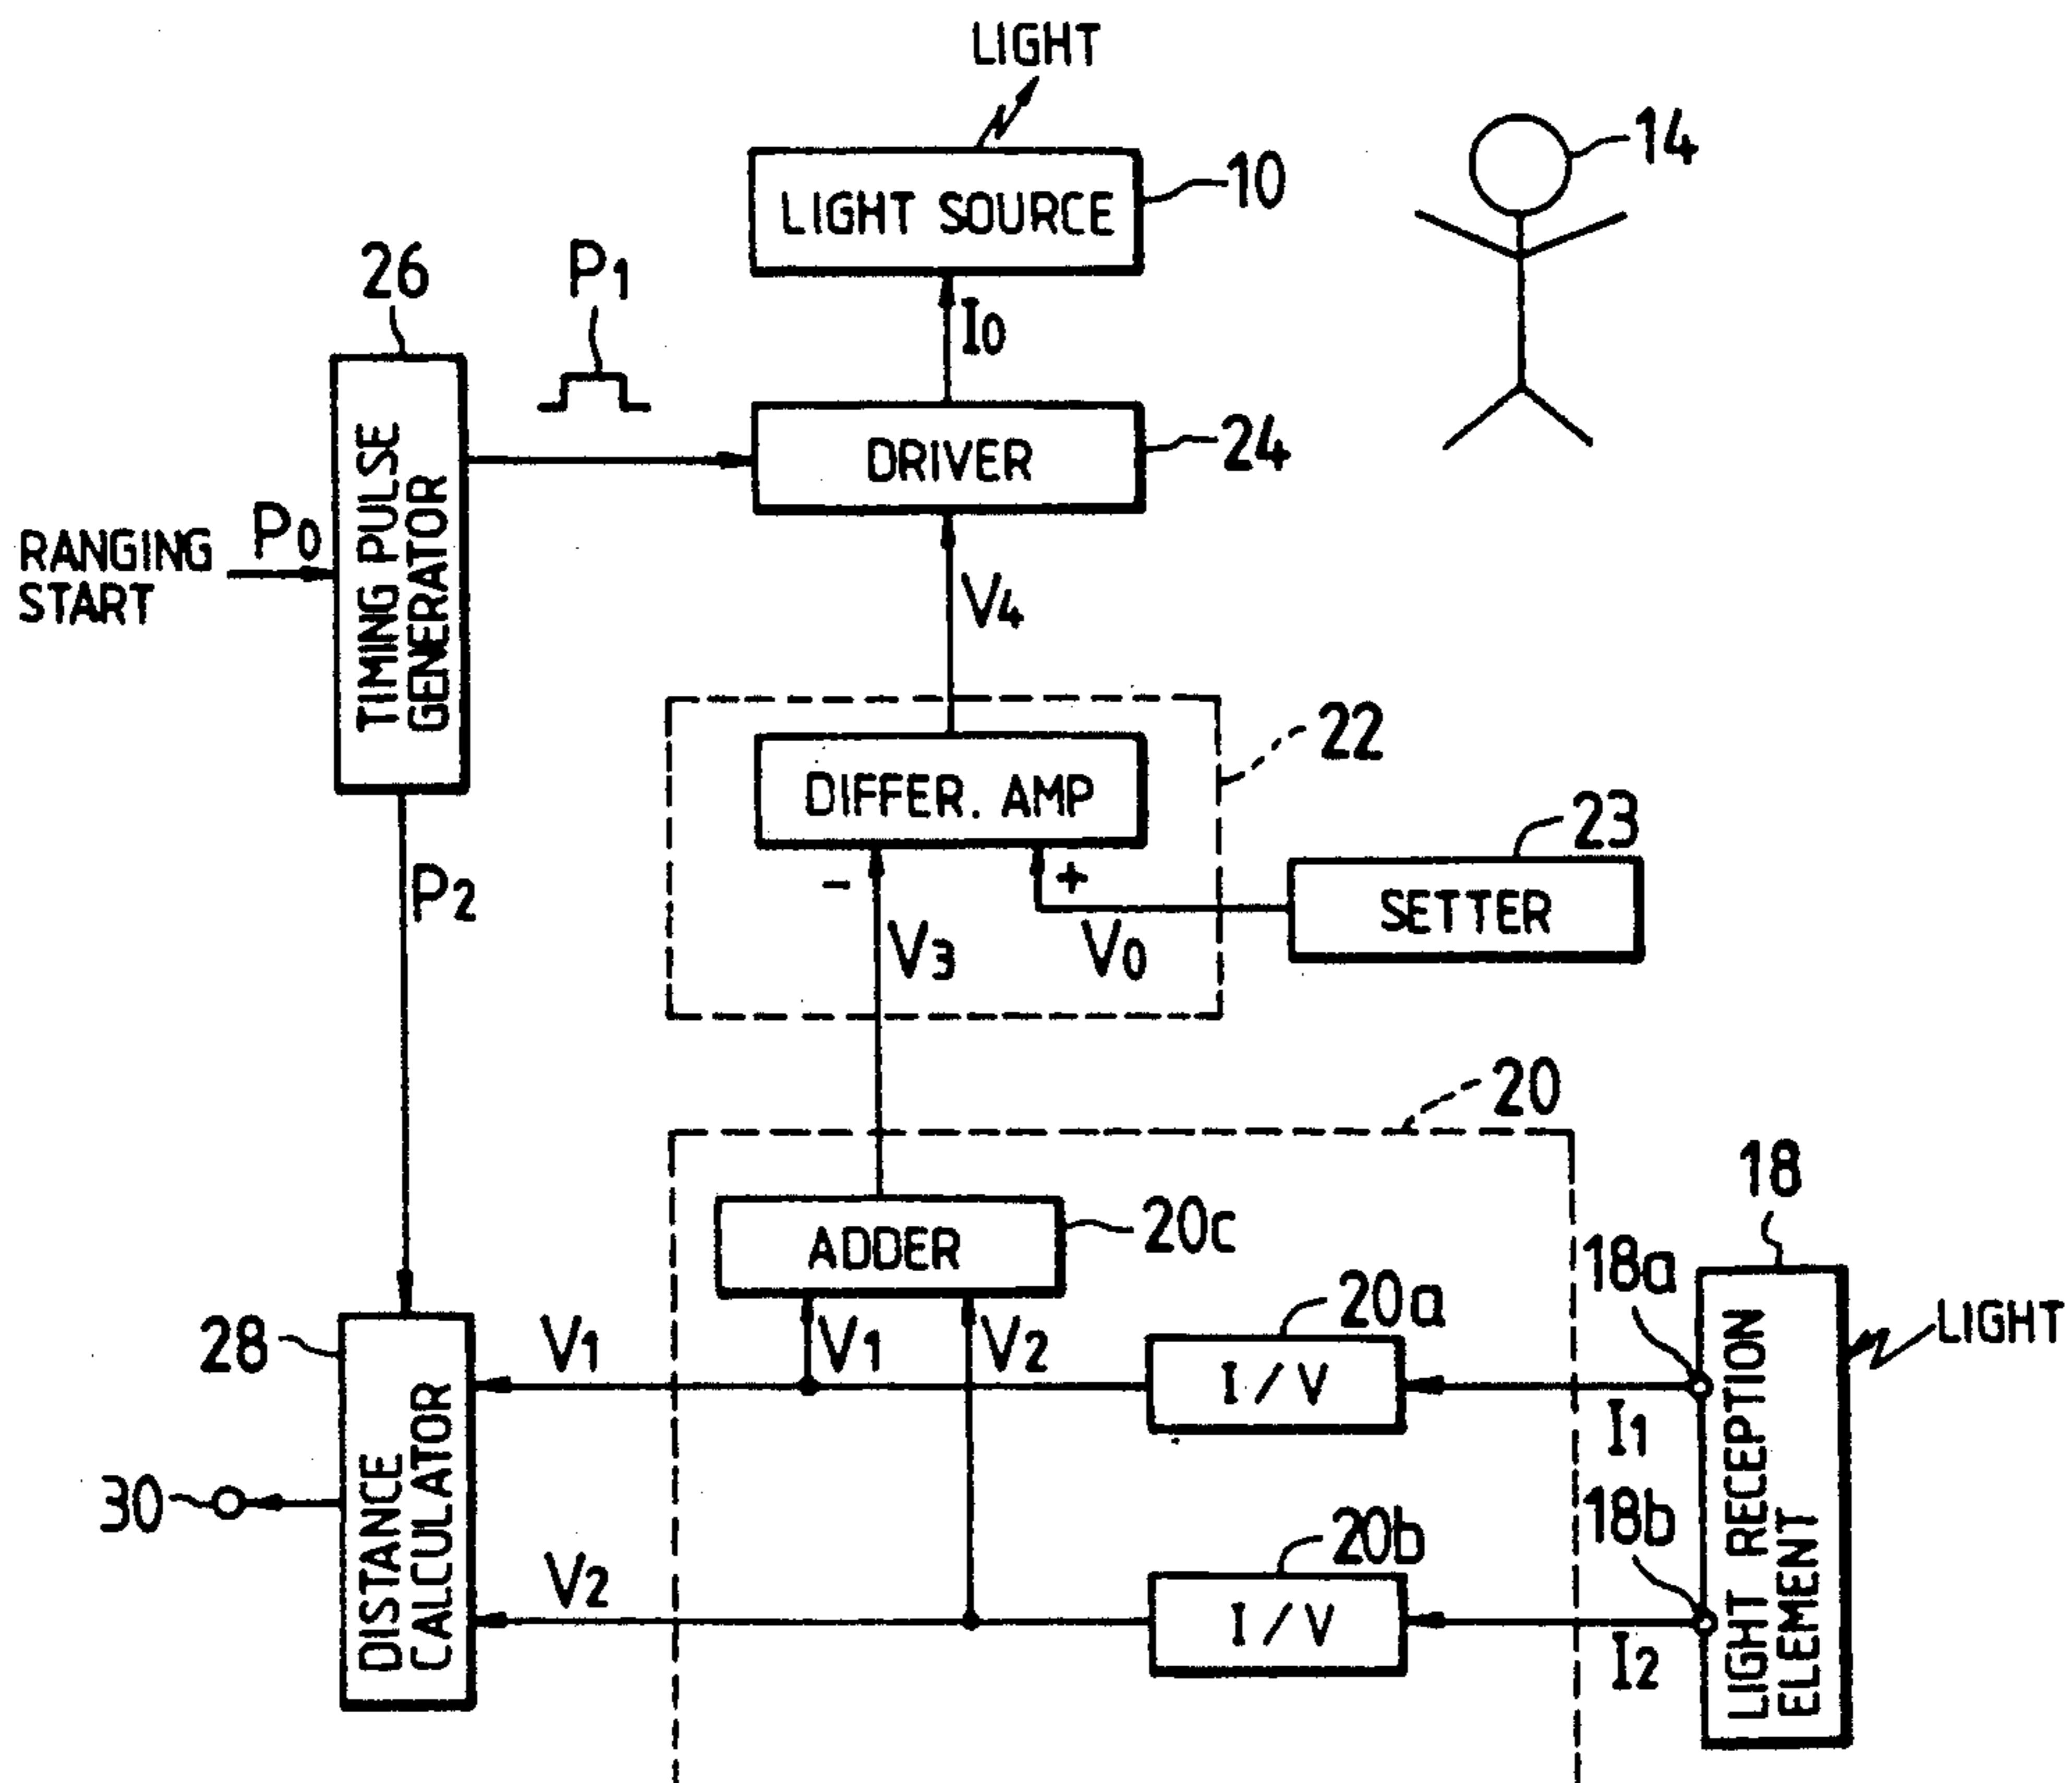 LIGHT
14
10
LIGHT SOURCE
26
P1
I0
DRIVER
24
TIMING PULSE
GENERATOR
P0
RANGING
START
V4
22
DIFFER. AMP
23
SETTER
-
+
P2
V3
V0
20
18
ADDER
20c
18a
20a
LIGHT
28
V1
V1
V2
I/V
I1
LIGHT RECEPTION
ELEMENT
30
DISTANCE
CALCULATOR
18b
20b
V2
I/V
I2